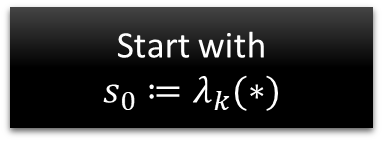 Start with
s₀ ≔ λₖ(∗)